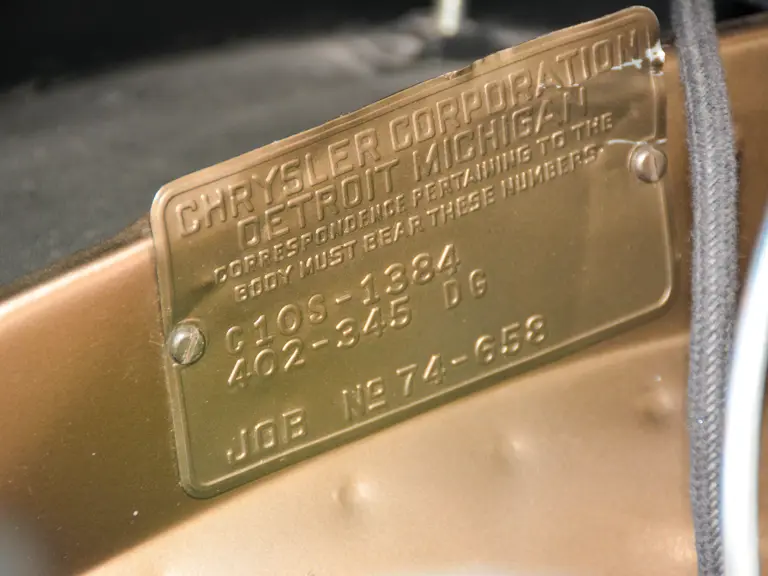 CHRYSLER CORPORATION
DETROIT MICHIGAN
CORRESPONDENCE PERTAINING TO THE
BODY MUST BEAR THESE NUMBERS.
C10S-1384
402-345 DG
JOB Nº 74-658